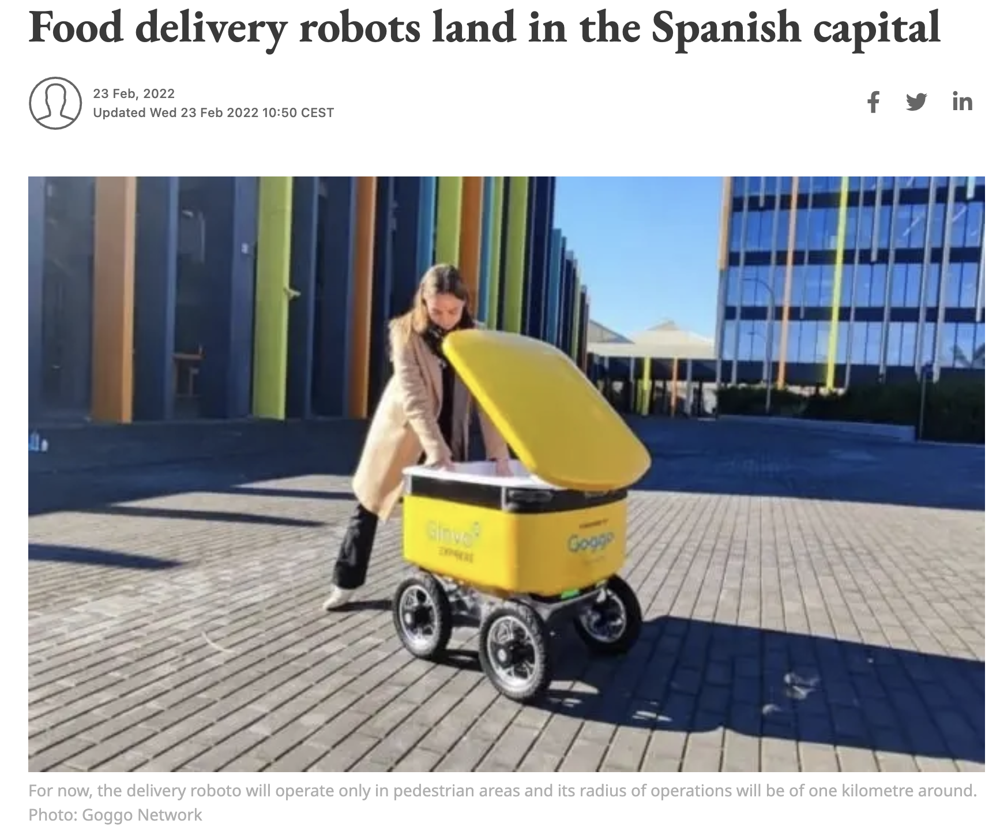 Food delivery robots land in the Spanish capital
23 Feb, 2022
Updated Wed 23 Feb 2022 10:50 CEST
Glovo
EXPRESS
Goggo
For now, the delivery roboto will operate only in pedestrian areas and its radius of operations will be of one kilometre around.
Photo: Goggo Network